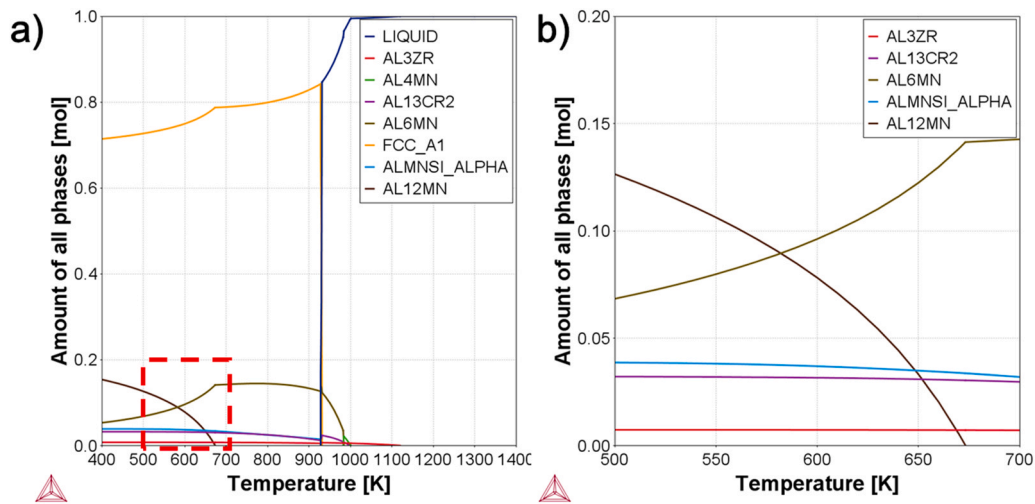 a)
Amount of all phases [mol]
1.0
0.8
0.6
0.4
0.2
0.0
400 500 600 700 800 900 1000 1100 1200 1300 1400
Temperature [K]
LIQUID
AL3ZR
AL4MN
AL13CR2
AL6MN
FCC_A1
ALMNSI_ALPHA
AL12MN
b)
Amount of all phases [mol]
0.20
0.15
0.10
0.05
0.00
500 550 600 650 700
Temperature [K]
AL3ZR
AL13CR2
AL6MN
ALMNSI_ALPHA
AL12MN